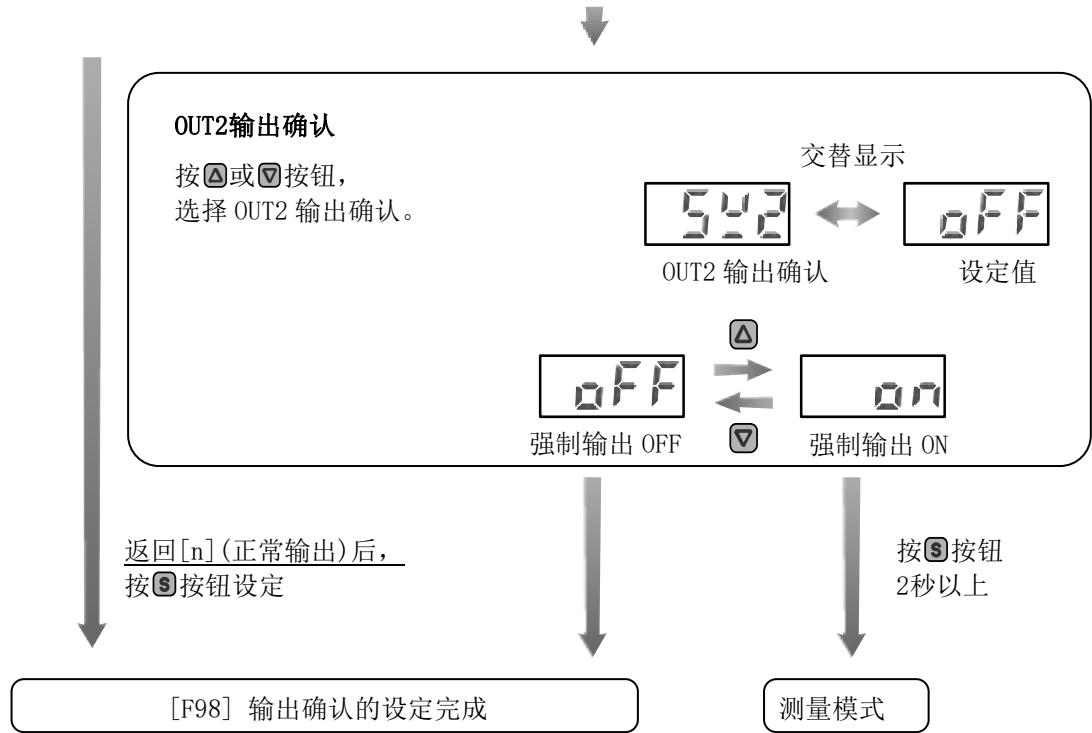 OUT2输出确认
按△或▽按钮，
选择 OUT2 输出确认。
交替显示
Sw2
oFF
OUT2 输出确认
设定值
△
oFF
on
强制输出 OFF
▽
强制输出 ON
返回[n](正常输出)后，
按S按钮设定
按S按钮
2秒以上
[F98] 输出确认的设定完成
测量模式